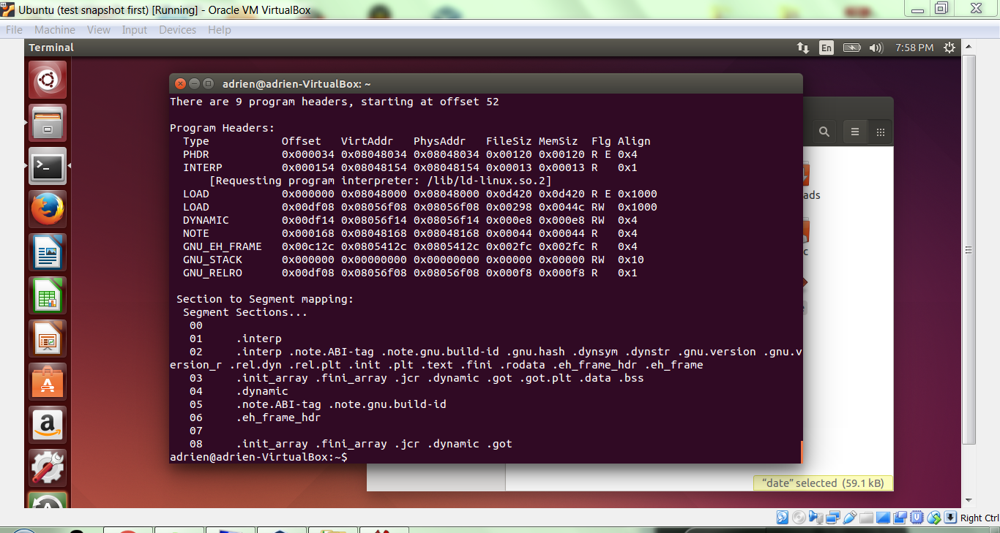 Ubuntu (test snapshot first) [Running] - Oracle VM VirtualBox
File Machine View Input Devices Help
Terminal En 7:58 PM
adrien@adrien-VirtualBox: ~
There are 9 program headers, starting at offset 52
Program Headers:
Type Offset VirtAddr PhysAddr FileSiz MemSiz Flg Align
PHDR 0x000034 0x08048034 0x08048034 0x00120 0x00120 R E 0x4
INTERP 0x000154 0x08048154 0x08048154 0x00013 0x00013 R 0x1
[Requesting program interpreter: /lib/ld-linux.so.2]
LOAD 0x000000 0x08048000 0x08048000 0x0d420 0x0d420 R E 0x1000
LOAD 0x00df08 0x08056f08 0x08056f08 0x00298 0x0044c RW 0x1000
DYNAMIC 0x00df14 0x08056f14 0x08056f14 0x000e8 0x000e8 RW 0x4
NOTE 0x000168 0x08048168 0x08048168 0x00044 0x00044 R 0x4
GNU_EH_FRAME 0x00c12c 0x0805412c 0x0805412c 0x002fc 0x002fc R 0x4
GNU_STACK 0x000000 0x00000000 0x00000000 0x00000 0x00000 RW 0x10
GNU_RELRO 0x00df08 0x08056f08 0x08056f08 0x000f8 0x000f8 R 0x1
Section to Segment mapping:
Segment Sections...
00
01 .interp
02 .interp .note.ABI-tag .note.gnu.build-id .gnu.hash .dynsym .dynstr .gnu.version .gnu.v
ersion_r .rel.dyn .rel.plt .init .plt .text .fini .rodata .eh_frame_hdr .eh_frame
03 .init_array .fini_array .jcr .dynamic .got .got.plt .data .bss
04 .dynamic
05 .note.ABI-tag .note.gnu.build-id
06 .eh_frame_hdr
07
08 .init_array .fini_array .jcr .dynamic .got
adrien@adrien-VirtualBox:~$
ads
c
“date” selected (59.1 kB)
Right Ctrl